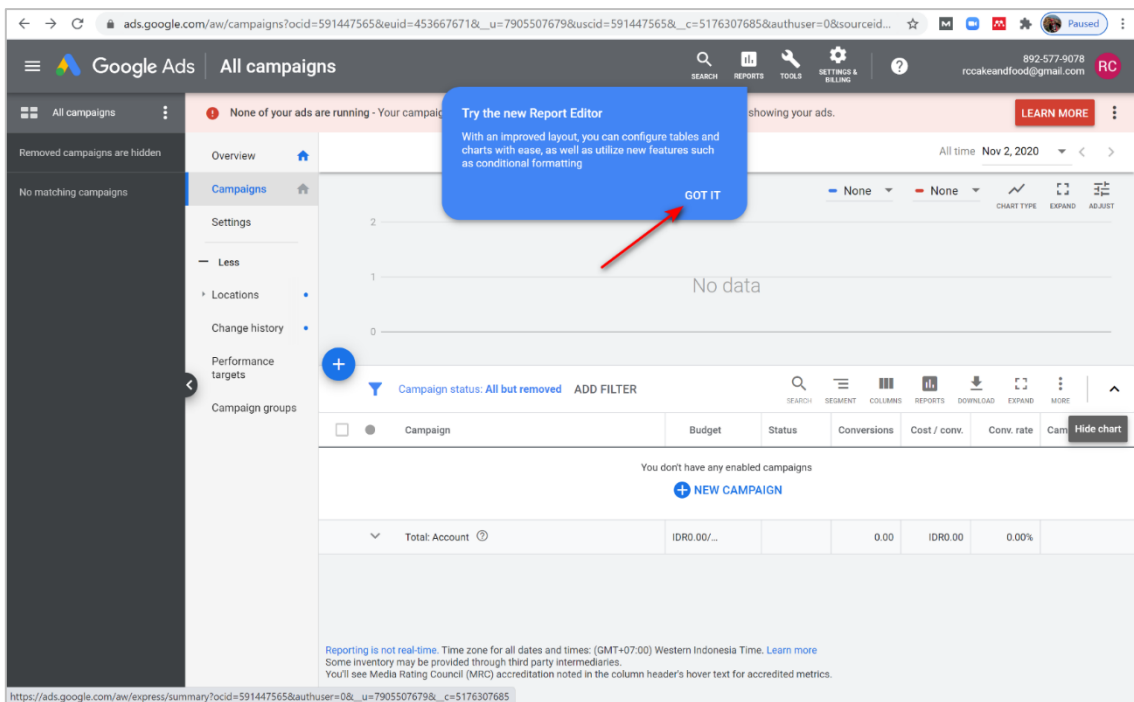 ads.google.com/aw/campaigns?ocid=591447565&euid=453667671&__u=7905507679&uscid=591447565&__c=5176307685&authuser=0&sourceid...
Paused
Google Ads
All campaigns
SEARCH
REPORTS
TOOLS
SETTINGS &
BILLING
892-577-9078
rccakeandfood@gmail.com
RC
All campaigns
None of your ads are running - Your campaig
showing your ads.
LEARN MORE
Try the new Report Editor
With an improved layout, you can configure tables and
charts with ease, as well as utilize new features such
as conditional formatting
GOT IT
Removed campaigns are hidden
No matching campaigns
Overview
Campaigns
Settings
Less
Locations
Change history
Performance
targets
Campaign groups
All time Nov 2, 2020
None
None
CHART TYPE
EXPAND
ADJUST
2
1
0
No data
Campaign status: All but removed ADD FILTER
SEARCH
SEGMENT
COLUMNS
REPORTS
DOWNLOAD
EXPAND
MORE
Hide chart
Campaign
Budget
Status
Conversions
Cost / conv.
Conv. rate
Cam
You don't have any enabled campaigns
NEW CAMPAIGN
Total: Account
IDR0.00/...
0.00
IDR0.00
0.00%
Reporting is not real-time. Time zone for all dates and times: (GMT+07:00) Western Indonesia Time. Learn more
Some inventory may be provided through third party intermediaries.
You'll see Media Rating Council (MRC) accreditation noted in the column header's hover text for accredited metrics.
https://ads.google.com/aw/express/summary?ocid=591447565&authuser=0&__u=7905507679&__c=5176307685